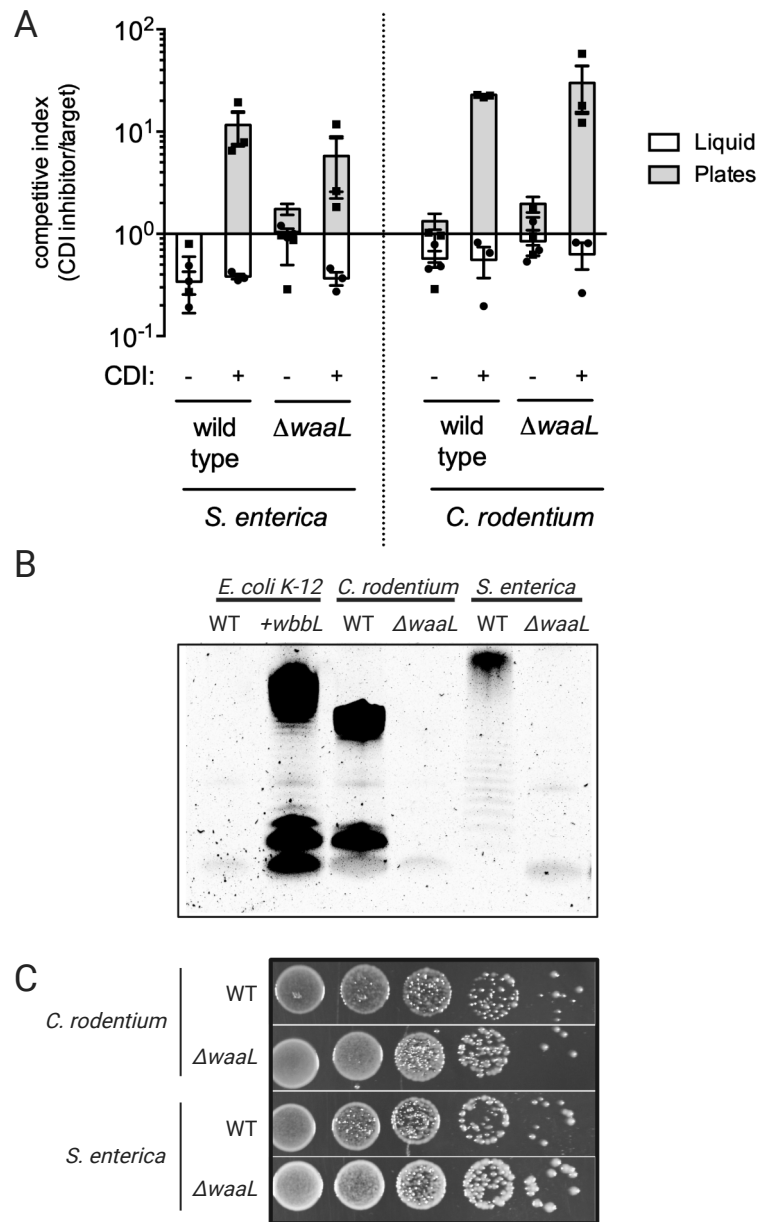 A
competitive index
(CDI inhibitor/target)
10²
10¹
10⁰
10⁻¹
Liquid
Plates
CDI: - + - + - + - +
wild type ΔwaaL wild type ΔwaaL
S. enterica C. rodentium
B
E. coli K-12 C. rodentium S. enterica
WT +wbbL WT ΔwaaL WT ΔwaaL
C
C. rodentium
WT
ΔwaaL
S. enterica
WT
ΔwaaL